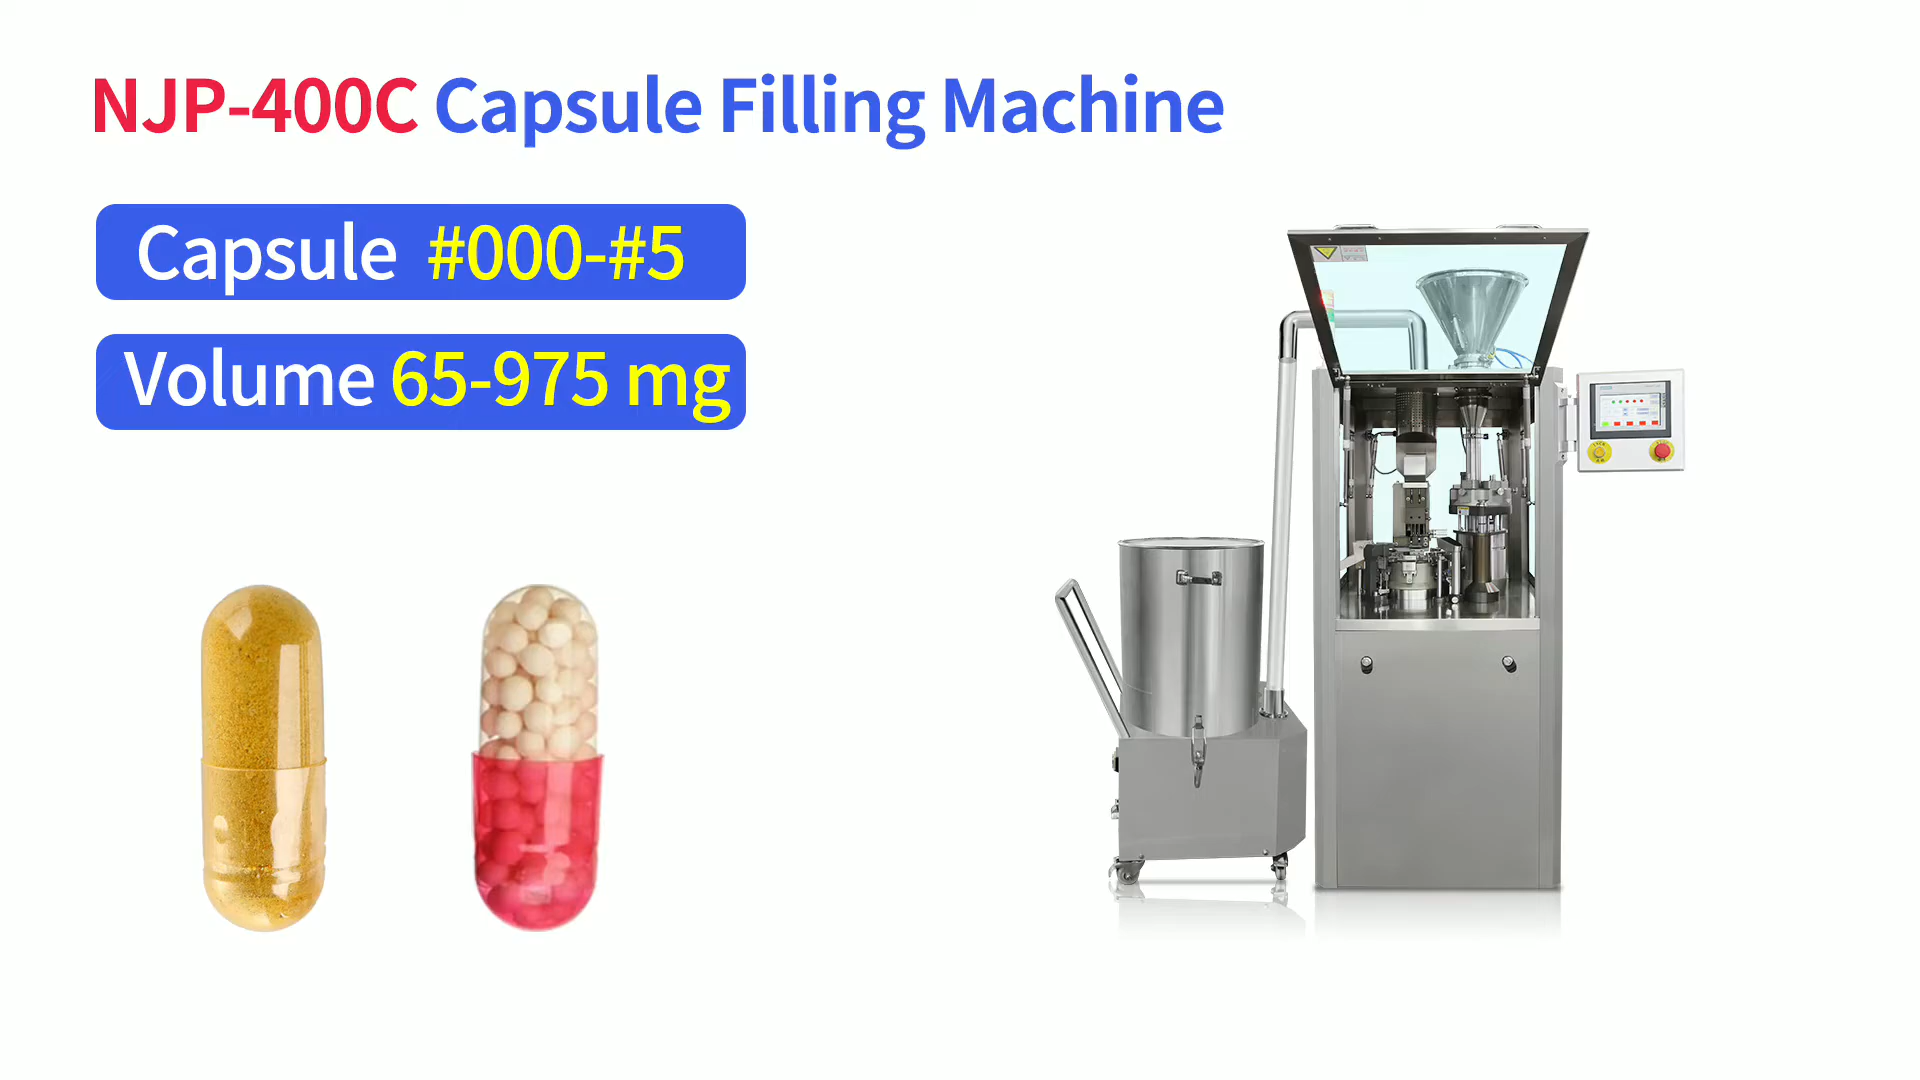 NJP-400C Capsule Filling Machine
Capsule #000-#5
Volume 65-975 mg